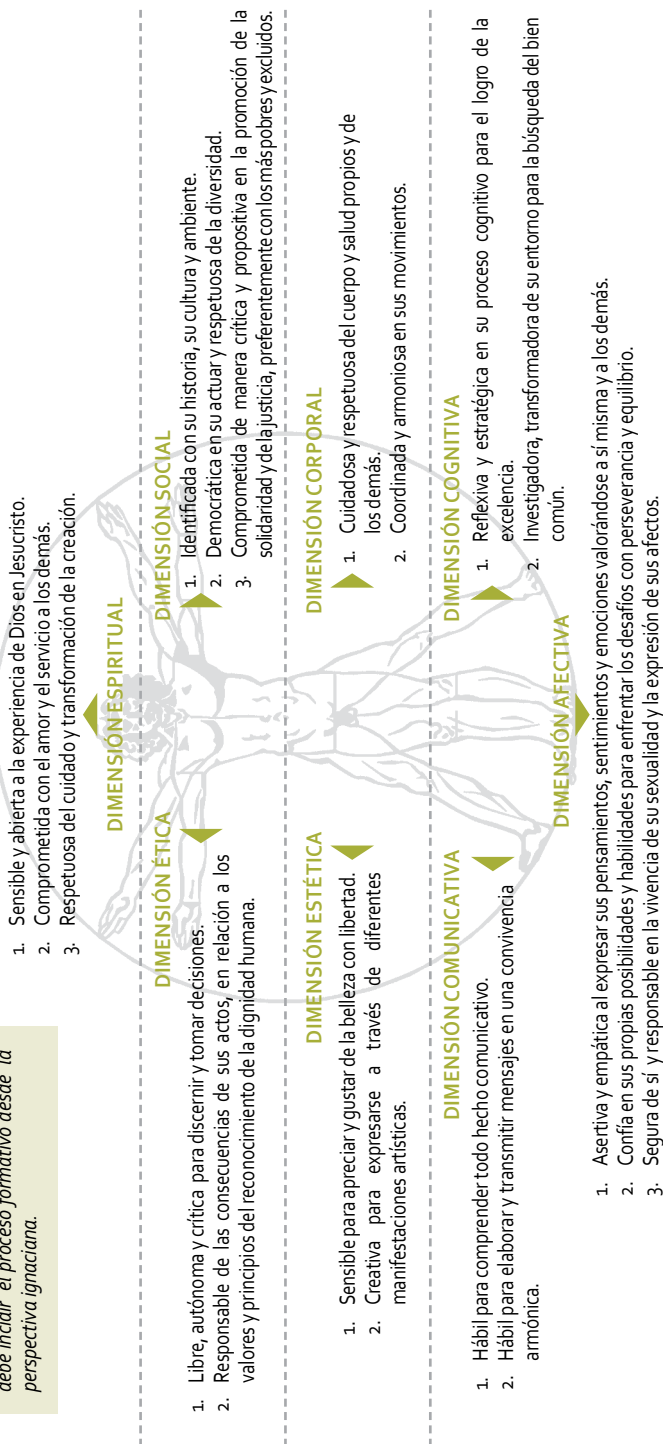 debe incluir el proceso formativo desde la
perspectiva ignaciana.
1. Sensible y abierta a la experiencia de Dios en Jesucristo.
2. Comprometida con el amor y el servicio a los demás.
3. Respetuosa del cuidado y transformación de la creación.
DIMENSIÓN ESPIRITUAL
DIMENSIÓN ÉTICA
1. Libre, autónoma y crítica para discernir y tomar decisiones.
2. Responsable de las consecuencias de sus actos, en relación a los
valores y principios del reconocimiento de la dignidad humana.
DIMENSIÓN SOCIAL
1. Identificada con su historia, su cultura y ambiente.
2. Democrática en su actuar y respetuosa de la diversidad.
3. Comprometida de manera crítica y propositiva en la promoción de la
solidaridad y de la justicia, preferentemente con los más pobres y excluidos.
DIMENSIÓN ESTÉTICA
1. Sensible para apreciar y gustar de la belleza con libertad.
2. Creativa para expresarse a través de diferentes
manifestaciones artísticas.
DIMENSIÓN CORPORAL
1. Cuidadosa y respetuosa del cuerpo y salud propios y de
los demás.
2. Coordinada y armoniosa en sus movimientos.
DIMENSIÓN COMUNICATIVA
1. Hábil para comprender todo hecho comunicativo.
2. Hábil para elaborar y transmitir mensajes en una convivencia
armónica.
DIMENSIÓN COGNITIVA
1. Reflexiva y estratégica en su proceso cognitivo para el logro de la
excelencia.
2. Investigadora, transformadora de su entorno para la búsqueda del bien
común.
DIMENSIÓN AFECTIVA
1. Asertiva y empática al expresar sus pensamientos, sentimientos y emociones valorándose a sí misma y a los demás.
2. Confía en sus propias posibilidades y habilidades para enfrentar los desafíos con perseverancia y equilibrio.
3. Segura de sí y responsable en la vivencia de su sexualidad y la expresión de sus afectos.